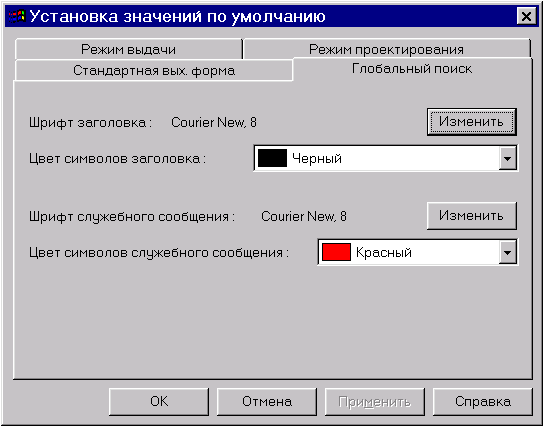 Установка значений по умолчанию
Режим выдачи Режим проектирования
Стандартная вых. форма Глобальный поиск
Шрифт заголовка : Courier New, 8 Изменить
Цвет символов заголовка : Черный
Шрифт служебного сообщения : Courier New, 8 Изменить
Цвет символов служебного сообщения : Красный
OK Отмена Применить Справка